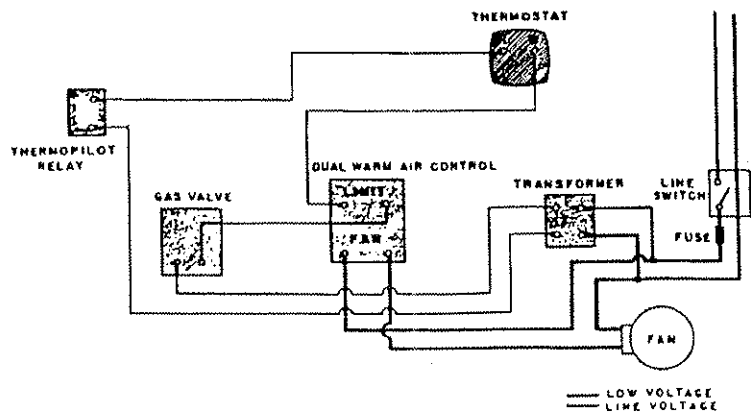 THERMOSTAT
THERMOPILOT
RELAY
DUAL WARM AIR CONTROL
LIMIT
FAN
GAS VALVE
TRANSFORMER
LINE
SWITCH
FUSE
FAN
LOW VOLTAGE
LINE VOLTAGE